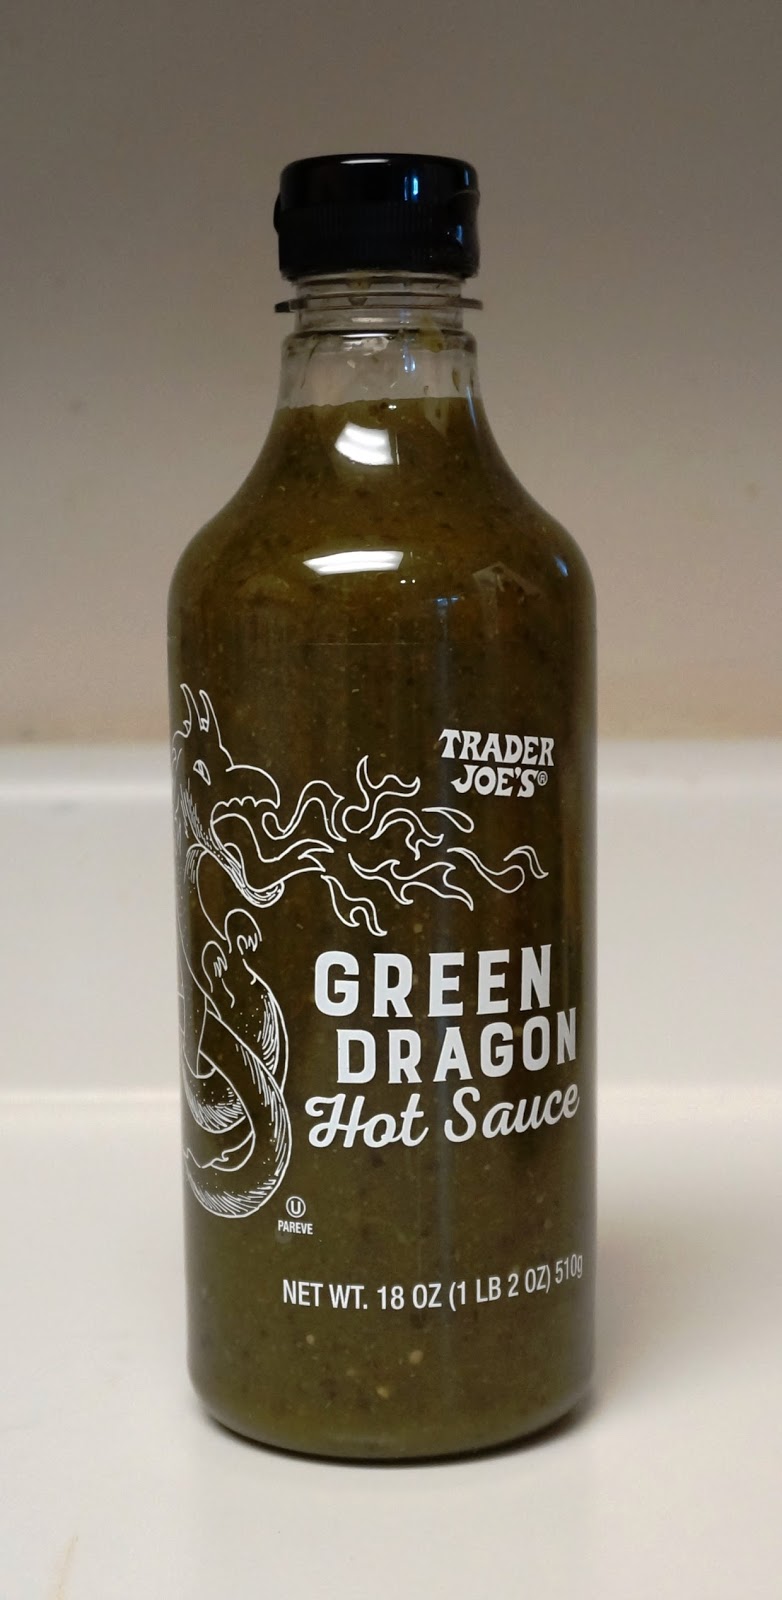 TRADER
JOE'S®
GREEN
DRAGON
Hot Sauce
U
PAREVE
NET WT. 18 OZ (1 LB 2 OZ) 510g